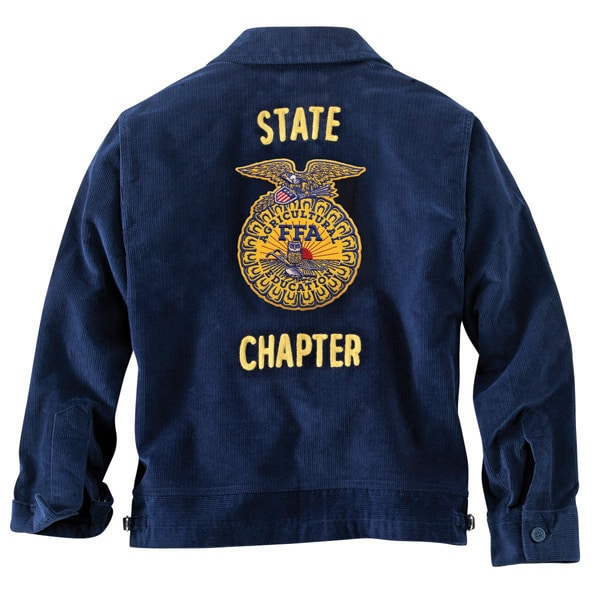 STATE
AGRICULTURAL
FFA
EDUCATION
CHAPTER